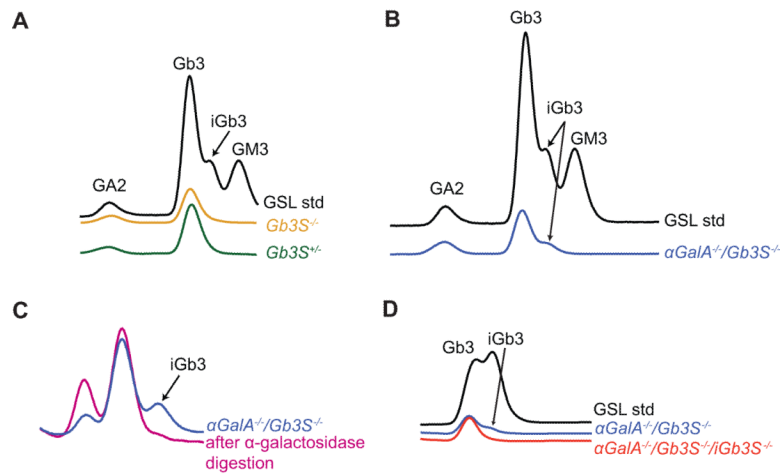 A
Gb3
iGb3
GM3
GA2
GSL std
Gb3S-/-
Gb3S+/-
B
Gb3
iGb3
GM3
GA2
GSL std
αGalA-/-/Gb3S-/-
C
iGb3
αGalA-/-/Gb3S-/-
after α-galactosidase
digestion
D
Gb3
iGb3
GSL std
αGalA-/-/Gb3S-/-
αGalA-/-/Gb3S-/-/iGb3S-/-